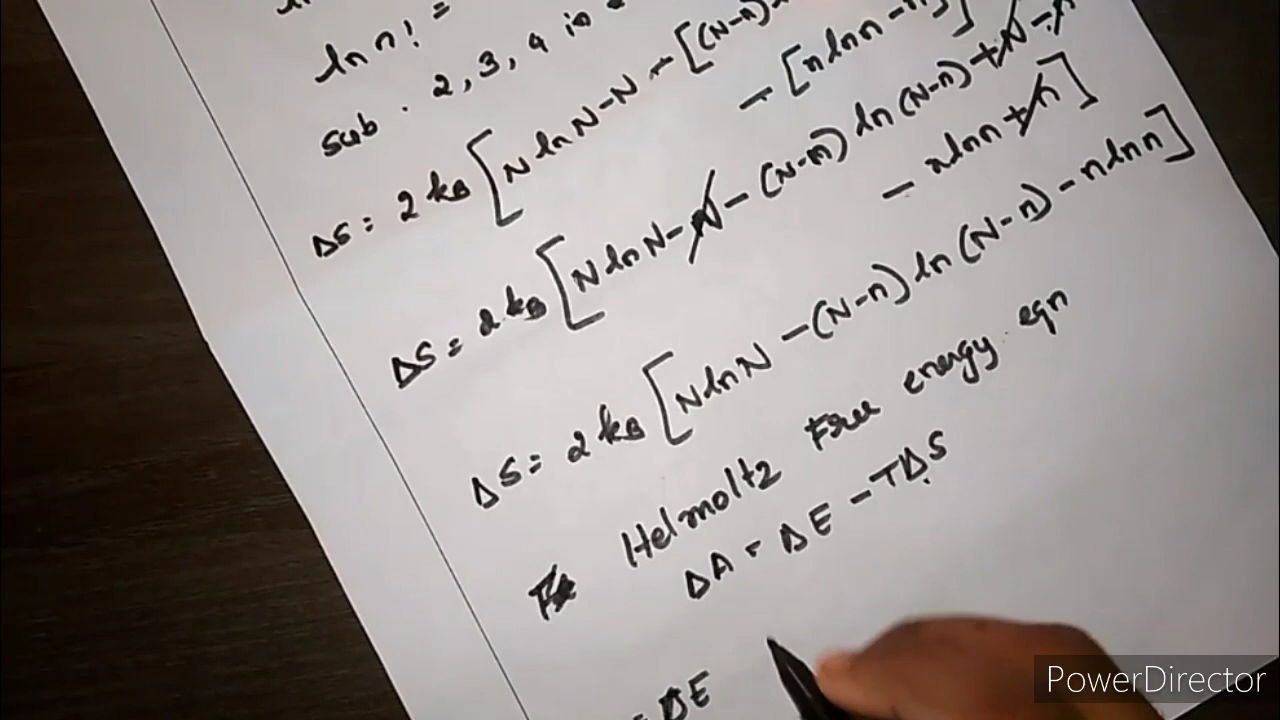 ln n! =
sub . 2, 3, 4 in
ΔS = 2 kB [N ln N - N - [(N-n)
- [n ln n - n]]
ΔS = 2 kB [N ln N - N - (N-n) ln (N-n) + N - n
- n ln n + n]
ΔS = 2 kB [N ln N - (N-n) ln (N-n) - n ln n]
Helmoltz Free energy eqn
ΔA = ΔE - TΔS
= ΔE
PowerDirector